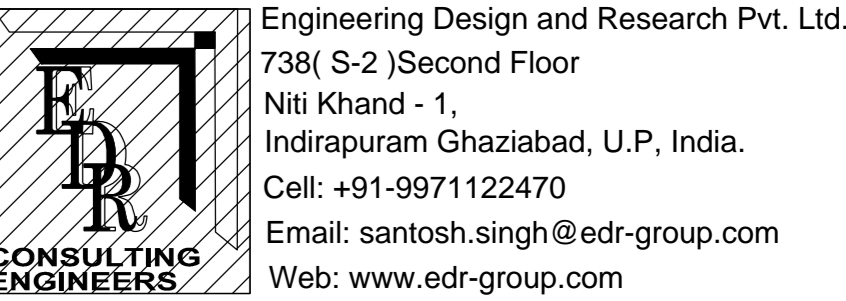 EDR
CONSULTING
ENGINEERS
Engineering Design and Research Pvt. Ltd.
738( S-2 )Second Floor
Niti Khand - 1,
Indirapuram Ghaziabad, U.P, India.
Cell: +91-9971122470
Email: santosh.singh@edr-group.com
Web: www.edr-group.com